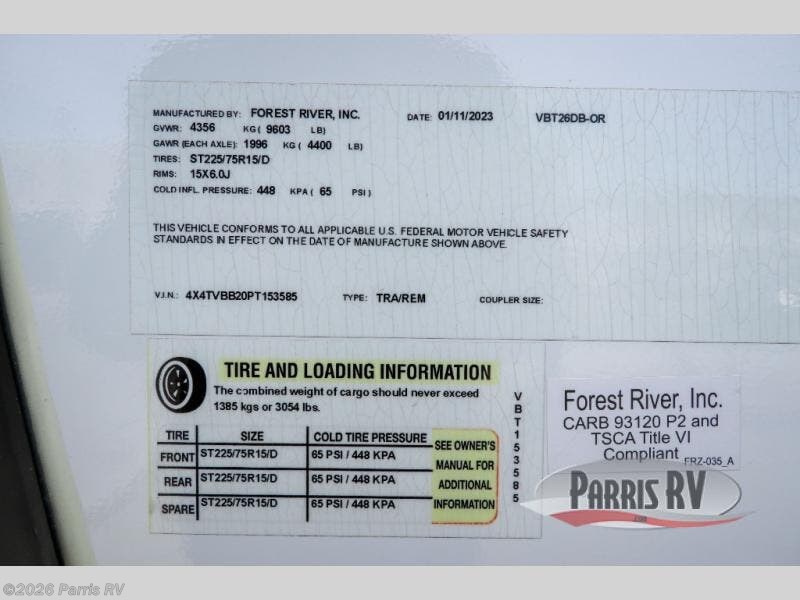 MANUFACTURED BY: FOREST RIVER, INC. DATE: 01/11/2023 VBT26DB-OR
GVWR: 4356 KG ( 9603 LB)
GAWR (EACH AXLE): 1996 KG ( 4400 LB)
TIRES: ST225/75R15/D
RIMS: 15X6.0J
COLD INFL. PRESSURE: 448 KPA ( 65 PSI )
THIS VEHICLE CONFORMS TO ALL APPLICABLE U.S. FEDERAL MOTOR VEHICLE SAFETY
STANDARDS IN EFFECT ON THE DATE OF MANUFACTURE SHOWN ABOVE.
V.I.N.: 4X4TVBB20PT153585 TYPE: TRA/REM COUPLER SIZE:
TIRE AND LOADING INFORMATION
The combined weight of cargo should never exceed
1385 kgs or 3054 lbs.
TIRE SIZE COLD TIRE PRESSURE
FRONT ST225/75R15/D 65 PSI / 448 KPA
REAR ST225/75R15/D 65 PSI / 448 KPA
SPARE ST225/75R15/D 65 PSI / 448 KPA
SEE OWNER'S
MANUAL FOR
ADDITIONAL
INFORMATION
VBT153585
Forest River, Inc.
CARB 93120 P2 and
TSCA Title VI
Compliant
FRZ-035_A
PARRIS RV
.com
©2026 Parris RV